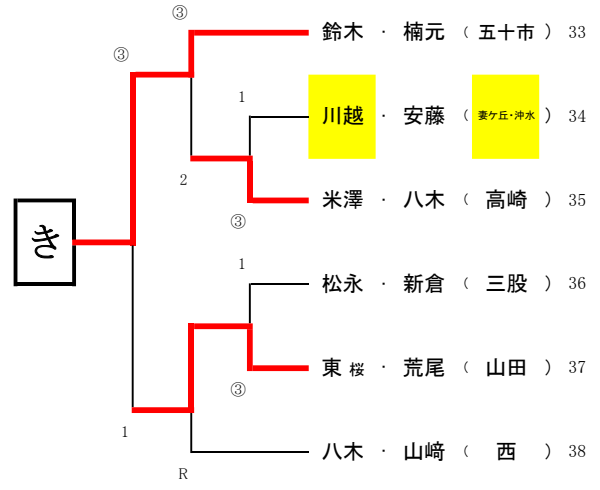 ③
鈴木 ・ 楠元 （ 五十市 ） 33
③
1
川越 ・ 安藤 （ 妻ケ丘・沖水 ） 34
2
米澤 ・ 八木 （ 高崎 ） 35
③
き
1
松永 ・ 新倉 （ 三股 ） 36
東 桜 ・ 荒尾 （ 山田 ） 37
③
1
八木 ・ 山﨑 （ 西 ） 38
R